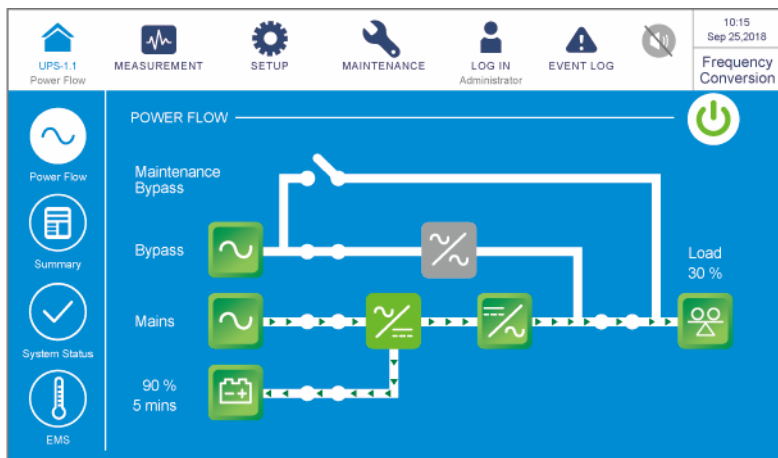 10:15
Sep 25,2018
UPS-1.1
Power Flow
MEASUREMENT
SETUP
MAINTENANCE
LOG IN
Administrator
EVENT LOG
Frequency
Conversion
POWER FLOW
Power Flow
Summary
System Status
EMS
Maintenance
Bypass
Bypass
Mains
90 %
5 mins
Load
30 %